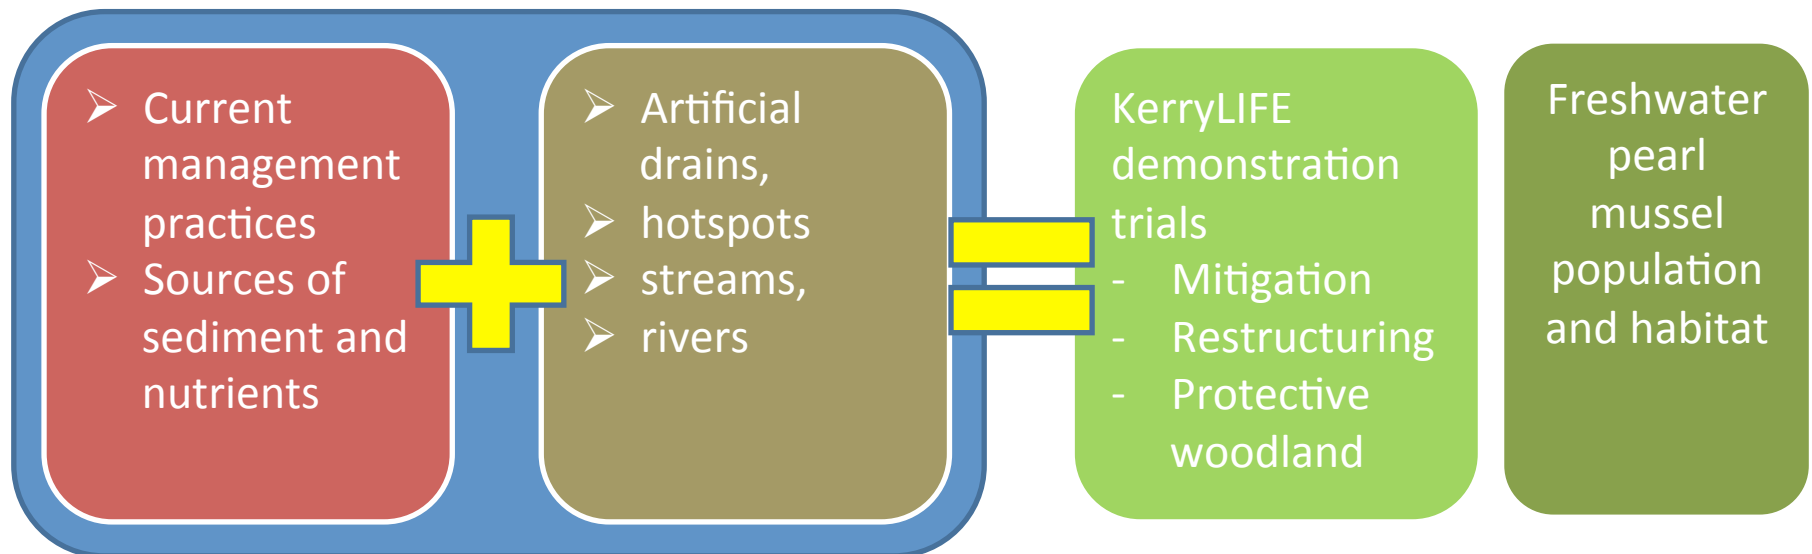 ➢ Current
management
practices
➢ Sources of
sediment and
nutrients
➢ Artificial
drains,
➢ hotspots
➢ streams,
➢ rivers
KerryLIFE
demonstration
trials
- Mitigation
- Restructuring
- Protective
woodland
Freshwater
pearl
mussel
population
and habitat